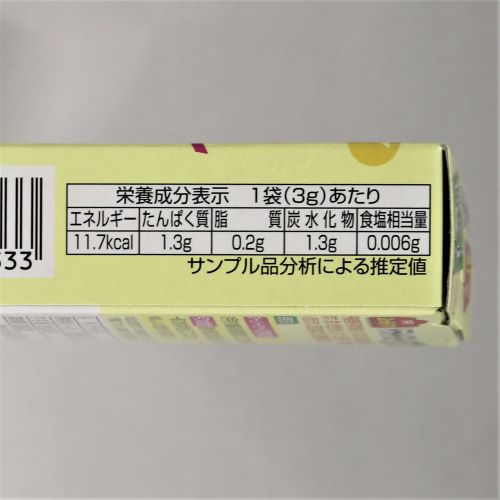 栄養成分表示 1袋(3g)あたり
エネルギー たんぱく質 脂質 炭水化物 食塩相当量
11.7kcal 1.3g 0.2g 1.3g 0.006g
サンプル品分析による推定値
333